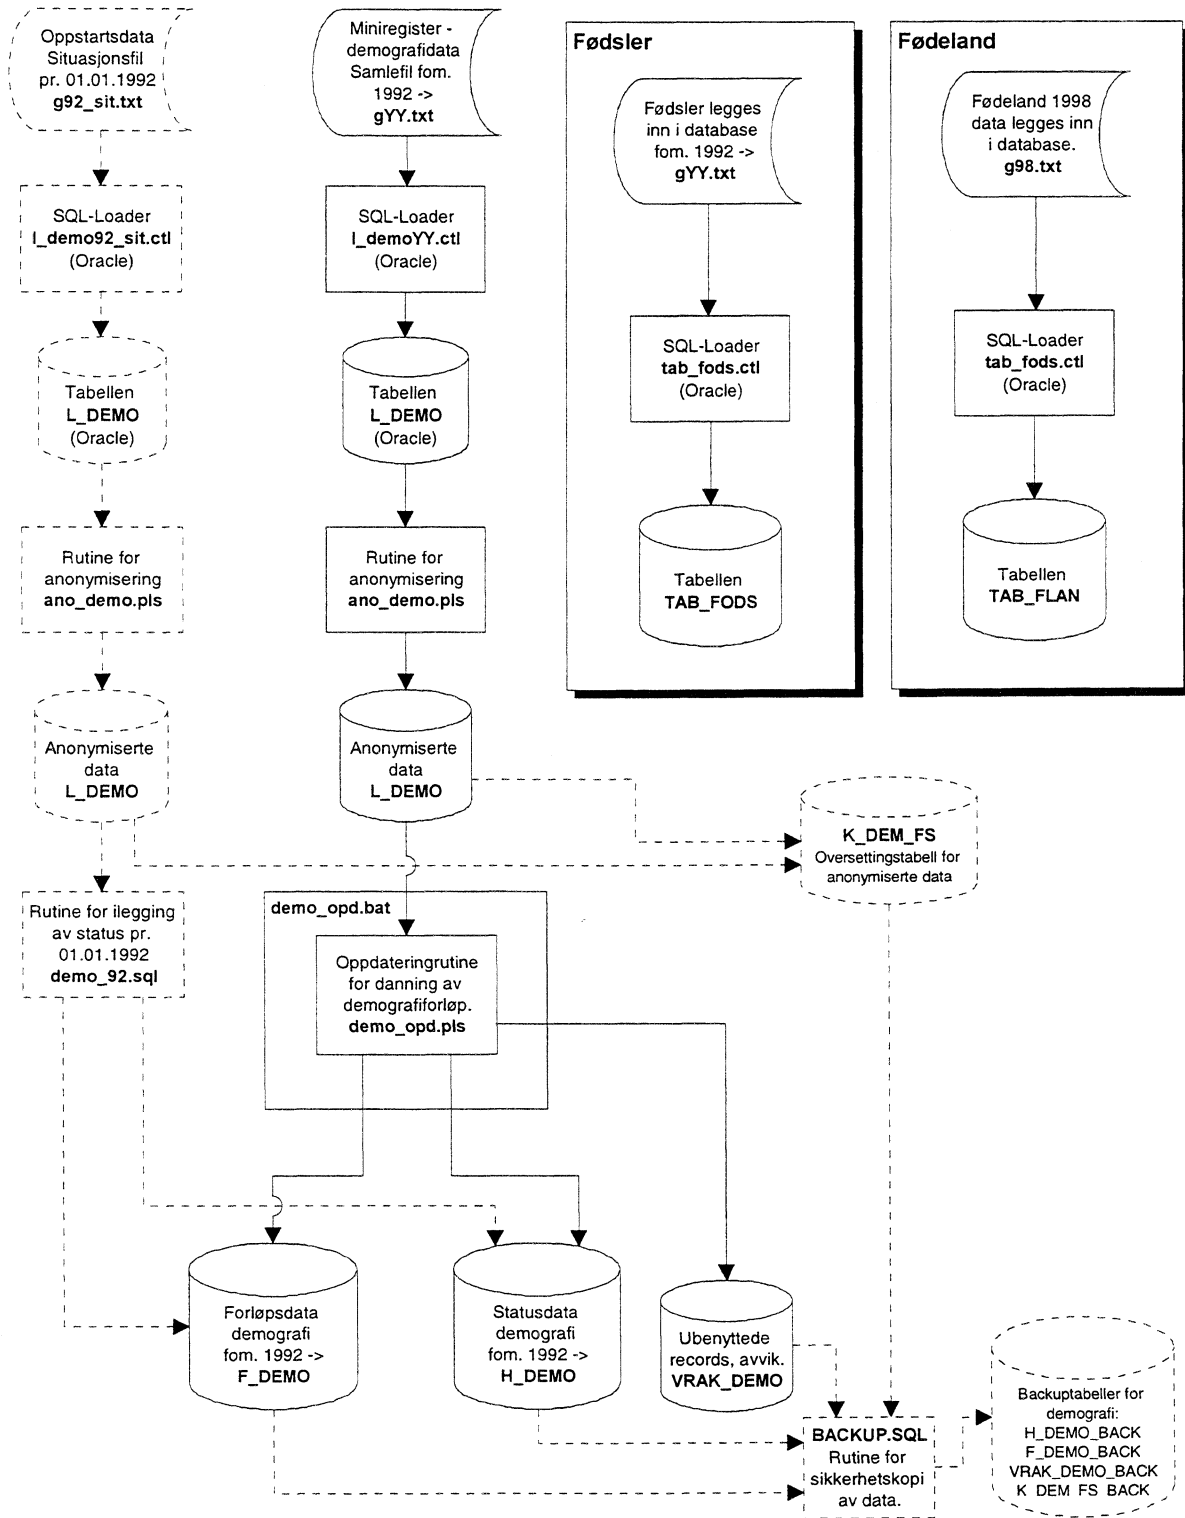 Oppstartsdata
Situasjonsfil
pr. 01.01.1992
g92_sit.txt
SQL-Loader
l_demo92_sit.ctl
(Oracle)
Tabellen
L_DEMO
(Oracle)
Rutine for
anonymisering
ano_demo.pls
Anonymiserte
data
L_DEMO
Rutine for ilegging
av status pr.
01.01.1992
demo_92.sql
Miniregister -
demografidata
Samlefil fom.
1992 ->
gYY.txt
SQL-Loader
l_demoYY.ctl
(Oracle)
Tabellen
L_DEMO
(Oracle)
Rutine for
anonymisering
ano_demo.pls
Anonymiserte
data
L_DEMO
demo_opd.bat
Oppdateringrutine
for danning av
demografiforløp.
demo_opd.pls
Fødsler
Fødsler legges
inn i database
fom. 1992 ->
gYY.txt
SQL-Loader
tab_fods.ctl
(Oracle)
Tabellen
TAB_FODS
Fødeland
Fødeland 1998
data legges inn
i database.
g98.txt
SQL-Loader
tab_fods.ctl
(Oracle)
Tabellen
TAB_FLAN
K_DEM_FS
Oversettingstabell for
anonymiserte data
Forløpsdata
demografi
fom. 1992 ->
F_DEMO
Statusdata
demografi
fom. 1992 ->
H_DEMO
Ubenyttede
records, avvik.
VRAK_DEMO
BACKUP.SQL
Rutine for
sikkerhetskopi
av data.
Backuptabeller for
demografi:
H_DEMO_BACK
F_DEMO_BACK
VRAK_DEMO_BACK
K_DEM_FS_BACK